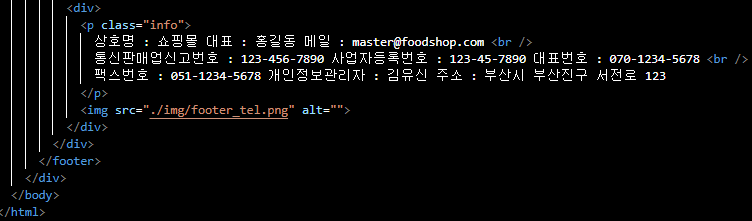 <div>
<p class="info">
상호명 : 쇼핑몰 대표 : 홍길동 메일 : master@foodshop.com <br />
통신판매업신고번호 : 123-456-7890 사업자등록번호 : 123-45-7890 대표번호 : 070-1234-5678 <br />
팩스번호 : 051-1234-5678 개인정보관리자 : 김유신 주소 : 부산시 부산진구 서전로 123
</p>
<img src="./img/footer_tel.png" alt="">
</div>
</div>
</footer>
</div>
</body>
</html>